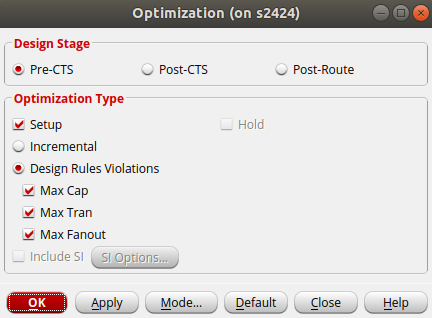 Optimization (on s2424)
Design Stage
Pre-CTS Post-CTS Post-Route
Optimization Type
Setup Hold
Incremental
Design Rules Violations
Max Cap
Max Tran
Max Fanout
Include SI SI Options...
OK Apply Mode... Default Close Help